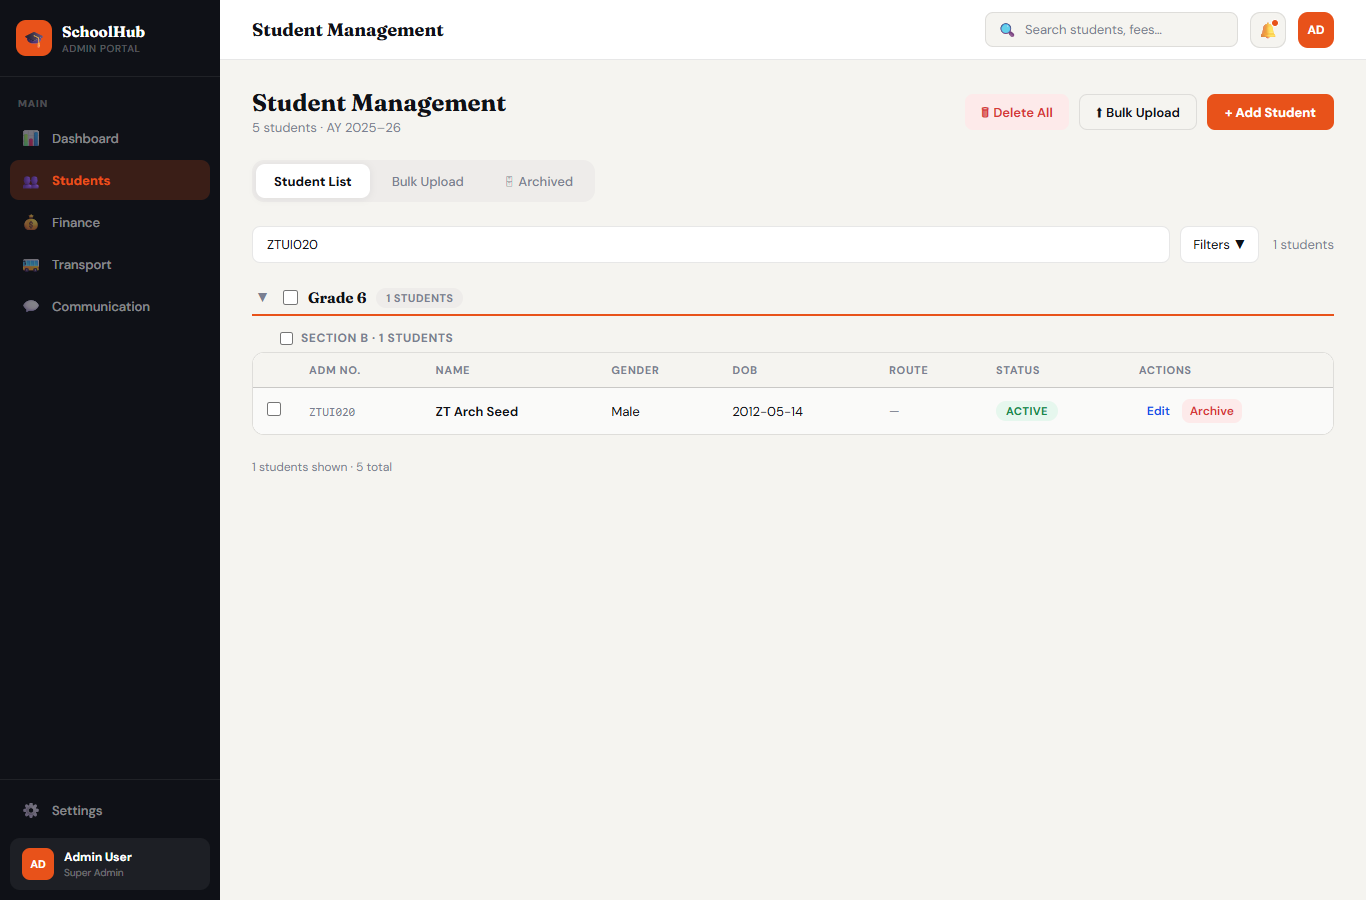 SchoolHub
ADMIN PORTAL
MAIN
Dashboard
Students
Finance
Transport
Communication
Settings
AD
Admin User
Super Admin
Student Management
Search students, fees...
AD
Student Management
5 students · AY 2025–26
Delete All
⬆ Bulk Upload
+ Add Student
Student List
Bulk Upload
Archived
ZTUI020
Filters ▼
1 students
▼ Grade 6 1 STUDENTS
SECTION B · 1 STUDENTS
ADM NO. NAME GENDER DOB ROUTE STATUS ACTIONS
ZTUI020 ZT Arch Seed Male 2012-05-14 — ACTIVE Edit Archive
1 students shown · 5 total